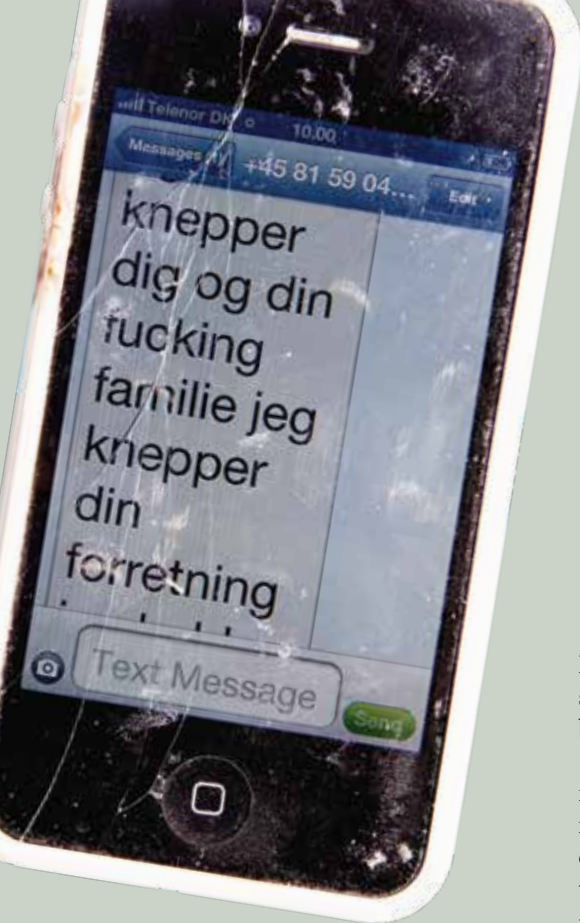 Telenor DK
10.00
Messages
+45 81 59 04...
Edit
knepper
dig og din
fucking
familie jeg
knepper
din
forretning
Text Message
Send